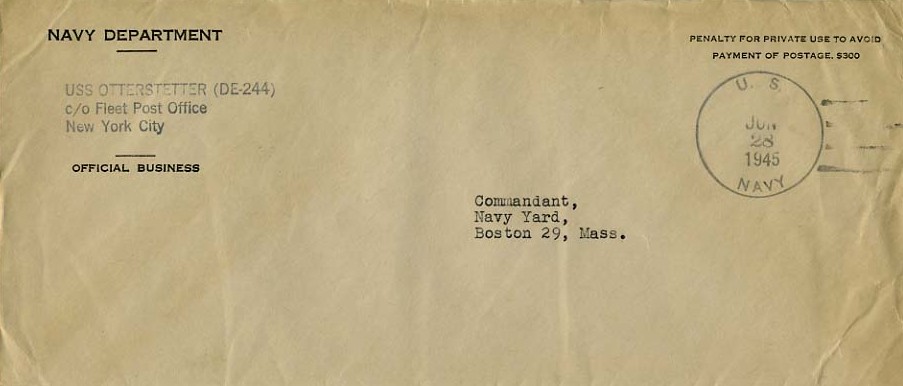 NAVY DEPARTMENT
USS OTTERSTETTER (DE-244)
c/o Fleet Post Office
New York City
OFFICIAL BUSINESS
PENALTY FOR PRIVATE USE TO AVOID
PAYMENT OF POSTAGE, $300
U. S.
JUN
28
1945
NAVY
Commandant,
Navy Yard,
Boston 29, Mass.